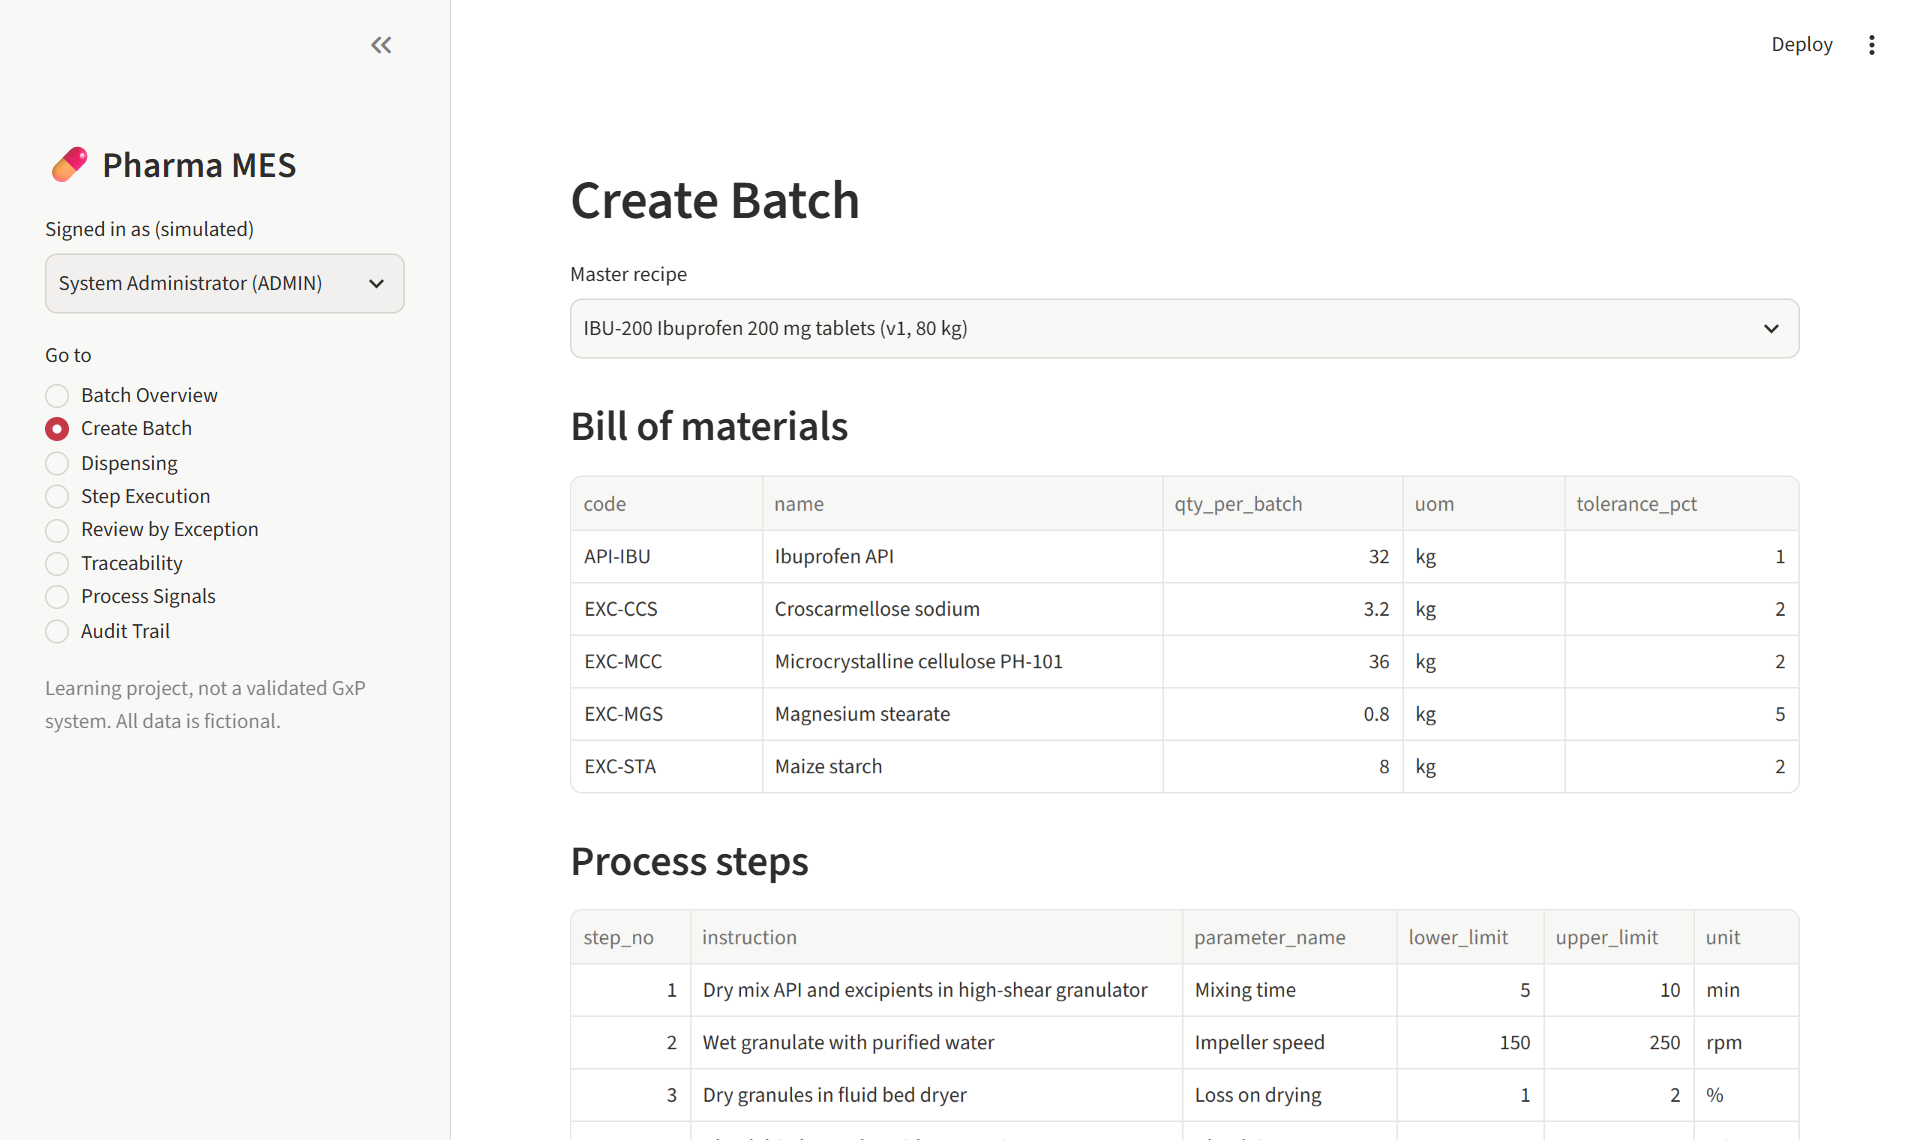 Deploy
Pharma MES
Signed in as (simulated)
System Administrator (ADMIN)
Go to
Batch Overview
Create Batch
Dispensing
Step Execution
Review by Exception
Traceability
Process Signals
Audit Trail
Learning project, not a validated GxP
system. All data is fictional.
Create Batch
Master recipe
IBU-200 Ibuprofen 200 mg tablets (v1, 80 kg)
Bill of materials
code name qty_per_batch uom tolerance_pct
API-IBU Ibuprofen API 32 kg 1
EXC-CCS Croscarmellose sodium 3.2 kg 2
EXC-MCC Microcrystalline cellulose PH-101 36 kg 2
EXC-MGS Magnesium stearate 0.8 kg 5
EXC-STA Maize starch 8 kg 2
Process steps
step_no instruction parameter_name lower_limit upper_limit unit
1 Dry mix API and excipients in high-shear granulator Mixing time 5 10 min
2 Wet granulate with purified water Impeller speed 150 250 rpm
3 Dry granules in fluid bed dryer Loss on drying 1 2 %